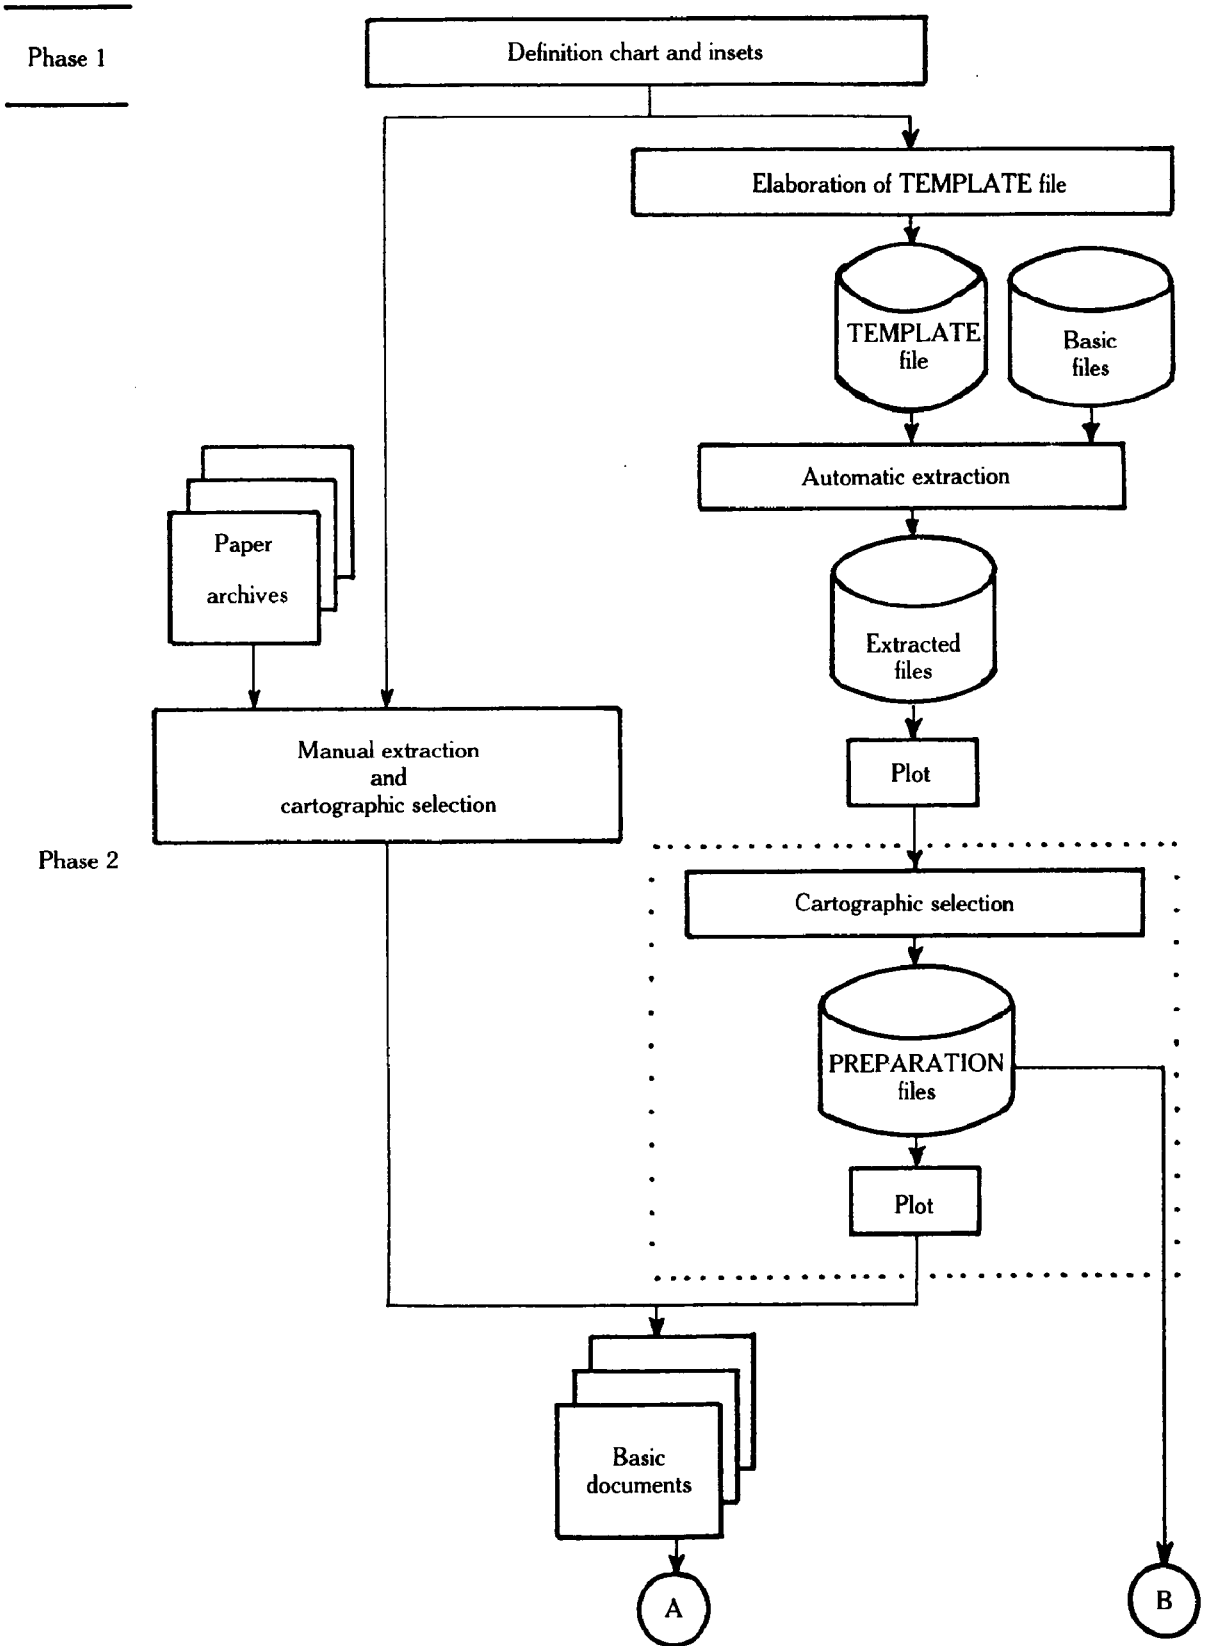 Phase 1
Definition chart and insets
Elaboration of TEMPLATE file
TEMPLATE
file
Basic
files
Automatic extraction
Paper
archives
Extracted
files
Manual extraction
and
cartographic selection
Plot
Phase 2
Cartographic selection
PREPARATION
files
Plot
Basic
documents
A
B